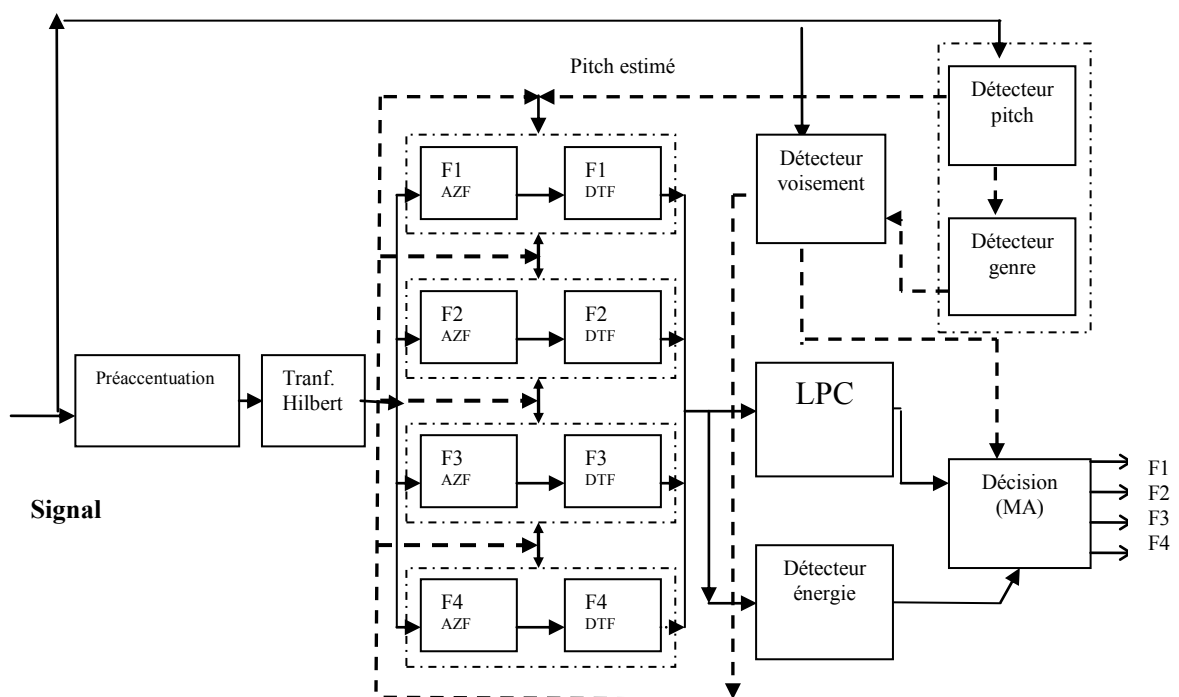 Pitch estimé
Détecteur
pitch
Détecteur
voisement
Détecteur
genre
F1
AZF
F1
DTF
F2
AZF
F2
DTF
Préaccentuation
Tranf.
Hilbert
LPC
F3
AZF
F3
DTF
Signal
Décision
(MA)
F1
F2
F3
F4
Détecteur
énergie
F4
AZF
F4
DTF